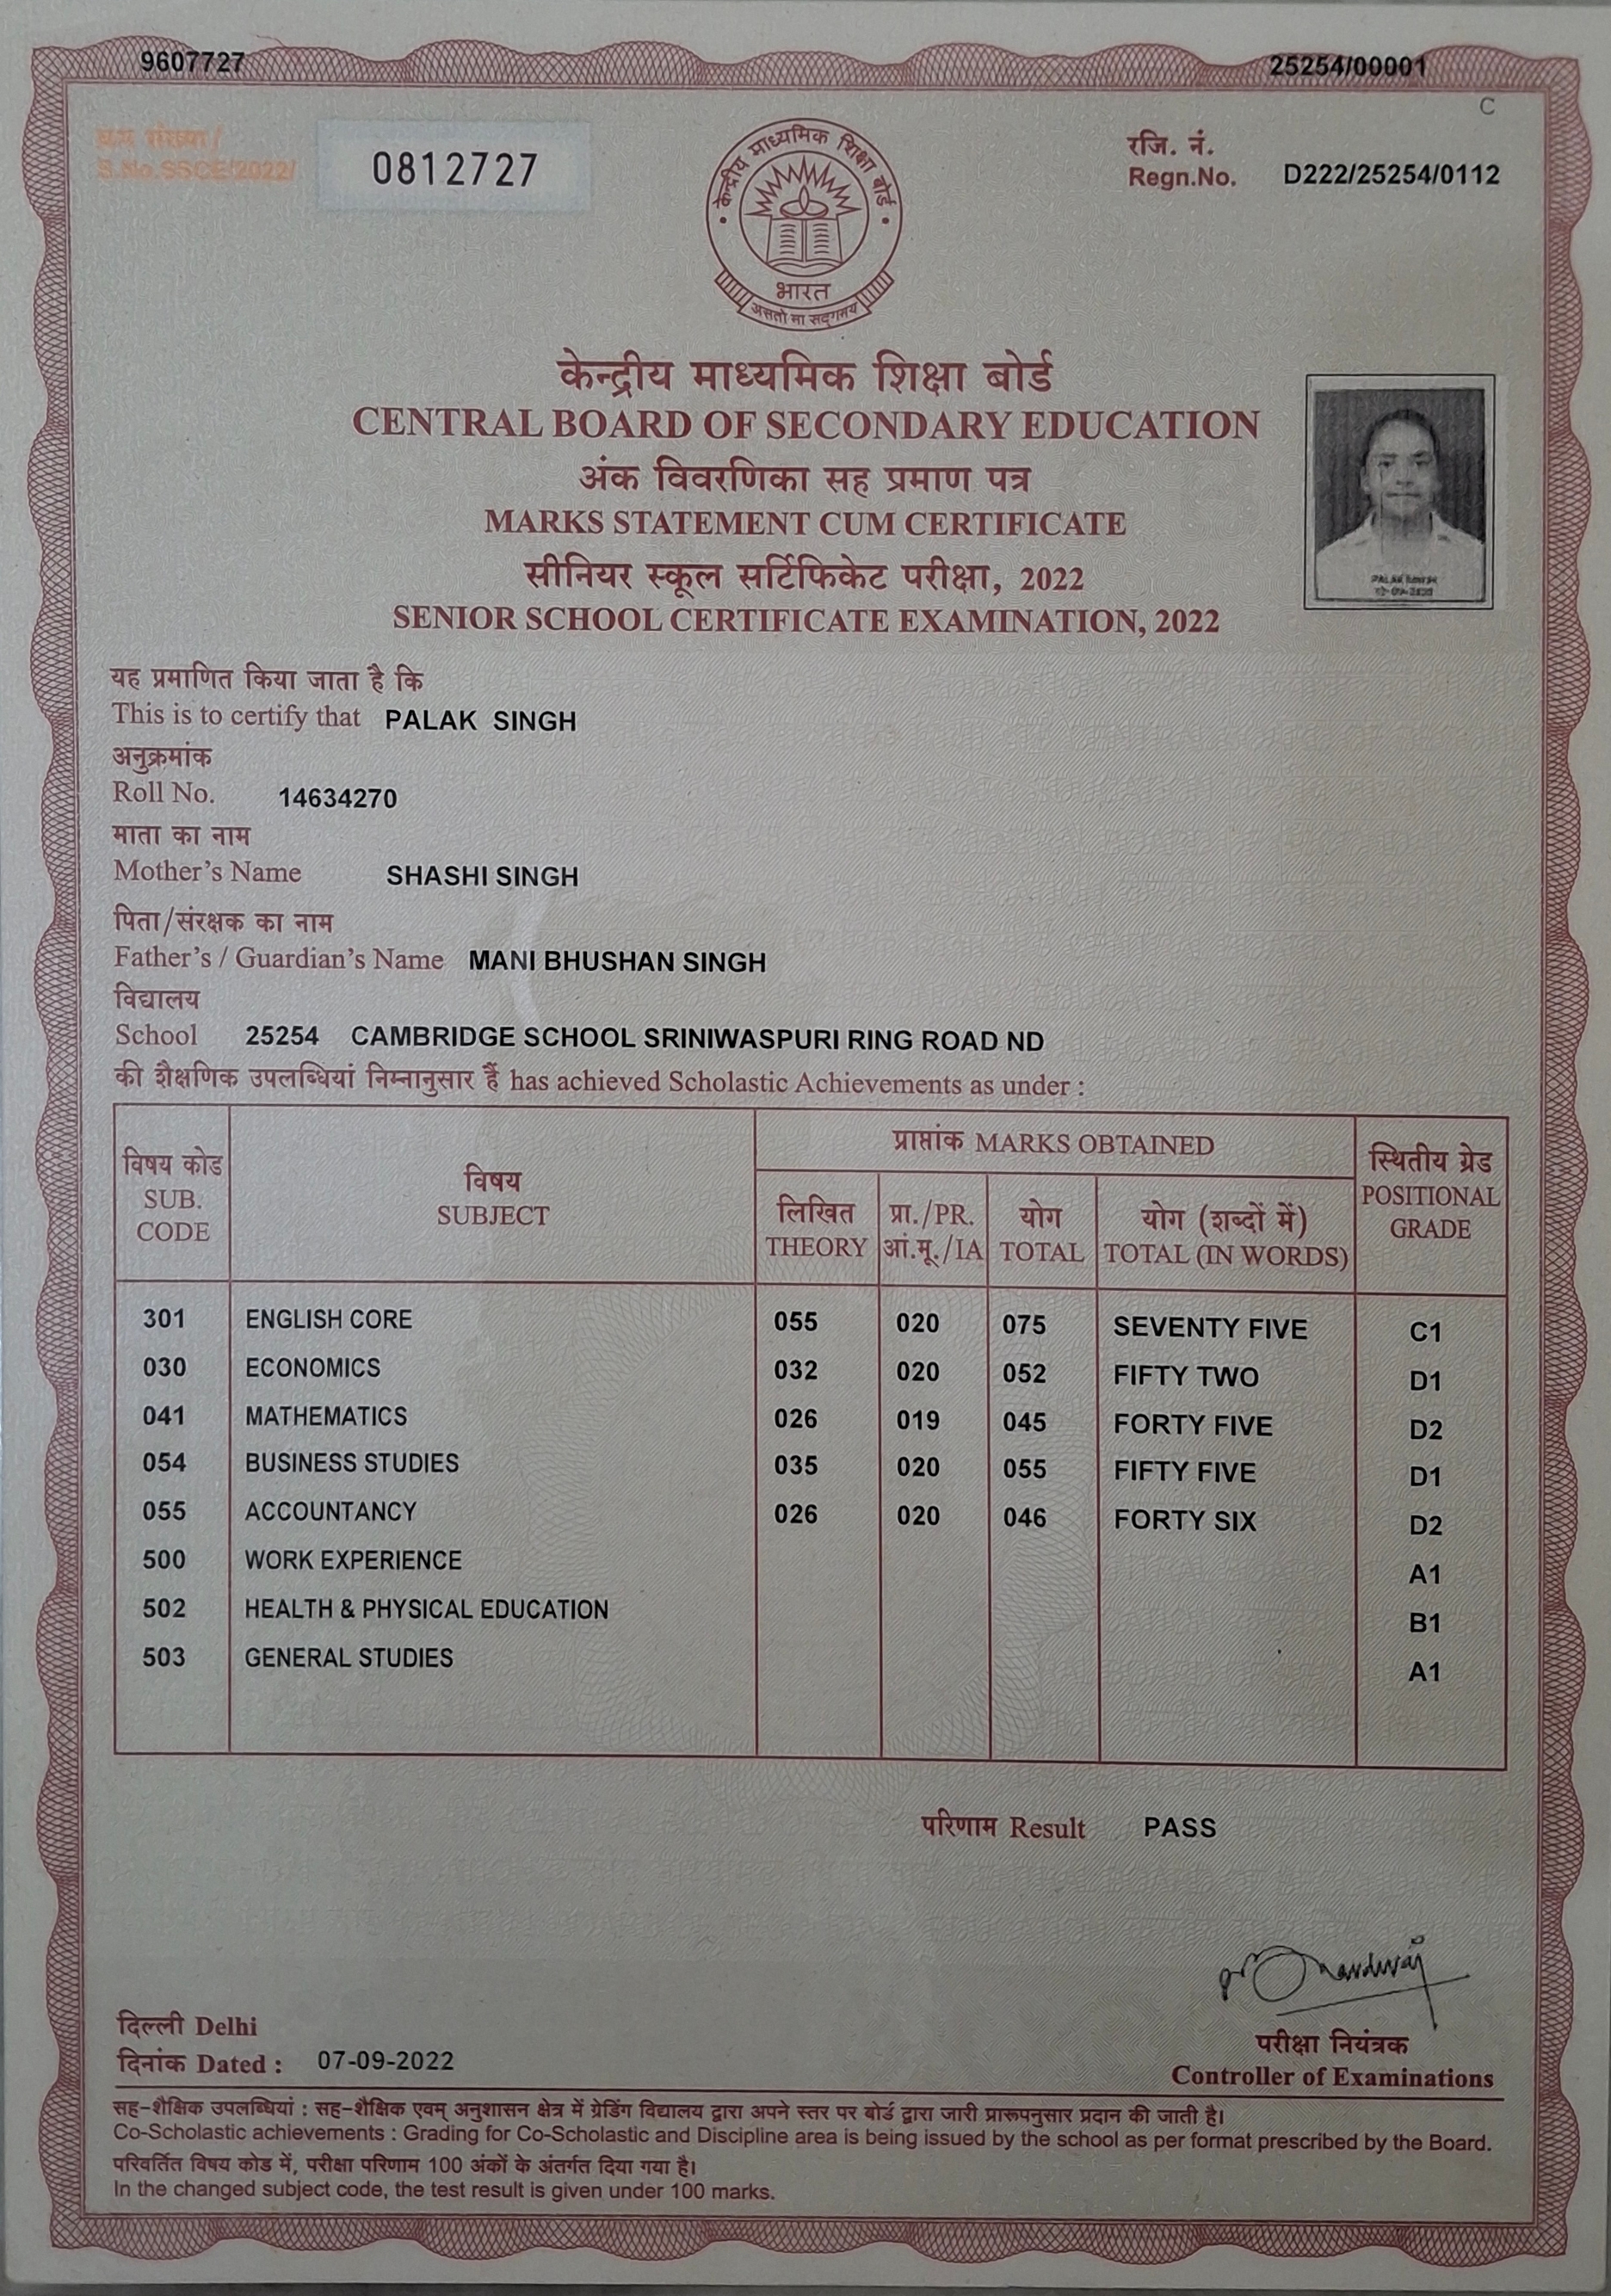 9607727 25254/00001
C
क्रम संख्या /
S.No.SSCE/2022/ 0812727
रजि. नं.
Regn.No. D222/25254/0112
केन्द्रीय माध्यमिक शिक्षा बोर्ड
भारत
असतो मा सद्गमय
केन्द्रीय माध्यमिक शिक्षा बोर्ड
CENTRAL BOARD OF SECONDARY EDUCATION
अंक विवरणिका सह प्रमाण पत्र
MARKS STATEMENT CUM CERTIFICATE
सीनियर स्कूल सर्टिफिकेट परीक्षा, 2022
SENIOR SCHOOL CERTIFICATE EXAMINATION, 2022
PALAK SINGH
यह प्रमाणित किया जाता है कि
This is to certify that PALAK SINGH
अनुक्रमांक
Roll No. 14634270
माता का नाम
Mother's Name SHASHI SINGH
पिता/संरक्षक का नाम
Father's / Guardian's Name MANI BHUSHAN SINGH
विद्यालय
School 25254 CAMBRIDGE SCHOOL SRINIWASPURI RING ROAD ND
की शैक्षणिक उपलब्धियां निम्नानुसार हैं has achieved Scholastic Achievements as under :
विषय कोड
SUB.
CODE
विषय
SUBJECT
प्राप्तांक MARKS OBTAINED
लिखित
THEORY
प्रा./PR.
आं.मू./IA
योग
TOTAL
योग (शब्दों में)
TOTAL (IN WORDS)
स्थितीय ग्रेड
POSITIONAL
GRADE
301 ENGLISH CORE 055 020 075 SEVENTY FIVE C1
030 ECONOMICS 032 020 052 FIFTY TWO D1
041 MATHEMATICS 026 019 045 FORTY FIVE D2
054 BUSINESS STUDIES 035 020 055 FIFTY FIVE D1
055 ACCOUNTANCY 026 020 046 FORTY SIX D2
500 WORK EXPERIENCE A1
502 HEALTH & PHYSICAL EDUCATION B1
503 GENERAL STUDIES A1
परिणाम Result PASS
दिल्ली Delhi
दिनांक Dated : 07-09-2022
परीक्षा नियंत्रक
Controller of Examinations
सह-शैक्षिक उपलब्धियां : सह-शैक्षिक एवम् अनुशासन क्षेत्र में ग्रेडिंग विद्यालय द्वारा अपने स्तर पर बोर्ड द्वारा जारी प्रारूपनुसार प्रदान की जाती है।
Co-Scholastic achievements : Grading for Co-Scholastic and Discipline area is being issued by the school as per format prescribed by the Board.
परिवर्तित विषय कोड में, परीक्षा परिणाम 100 अंकों के अंतर्गत दिया गया है।
In the changed subject code, the test result is given under 100 marks.